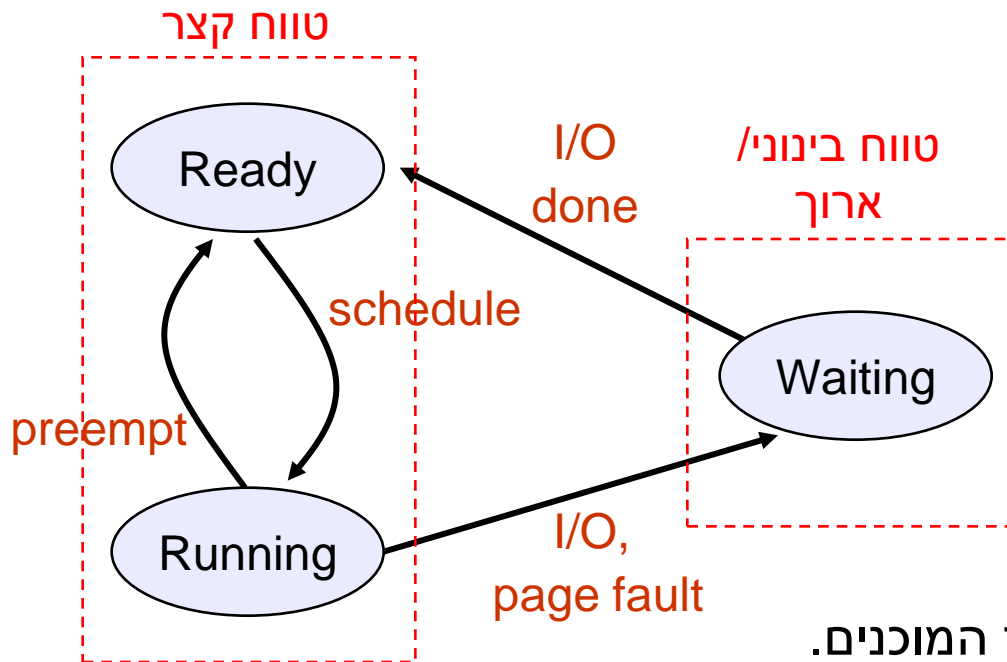 טווח קצר
Ready
I/O
done
טווח בינוני/
ארוך
schedule
Waiting
preempt
Running
I/O,
page fault
המוכנים.